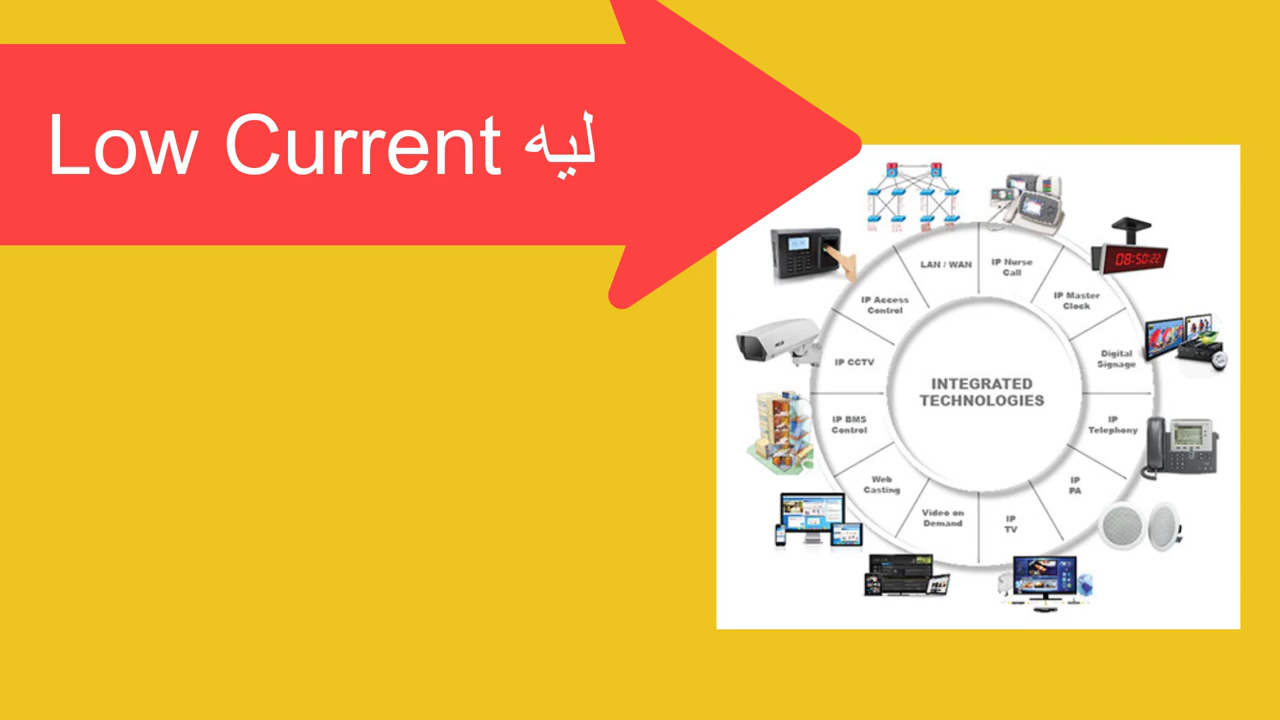 Low Current ليه
LAN / WAN
IP Nurse
Call
IP Master
Clock
Digital
Signage
IP
Telephony
IP
PA
IP
TV
Video on
Demand
Web
Casting
IP BMS
Control
IP CCTV
IP Access
Control
INTEGRATED
TECHNOLOGIES
08:50:22